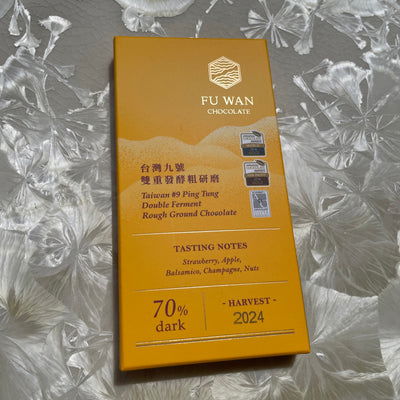 FU WAN
CHOCOLATE
台灣九號
雙重發酵粗研磨
Taiwan #9 Ping Tung
Double Ferment
Rough Ground Chocolate
TASTING NOTES
Strawberry, Apple,
Balsamico, Champagne, Nuts
70%
dark
- HARVEST -
2024